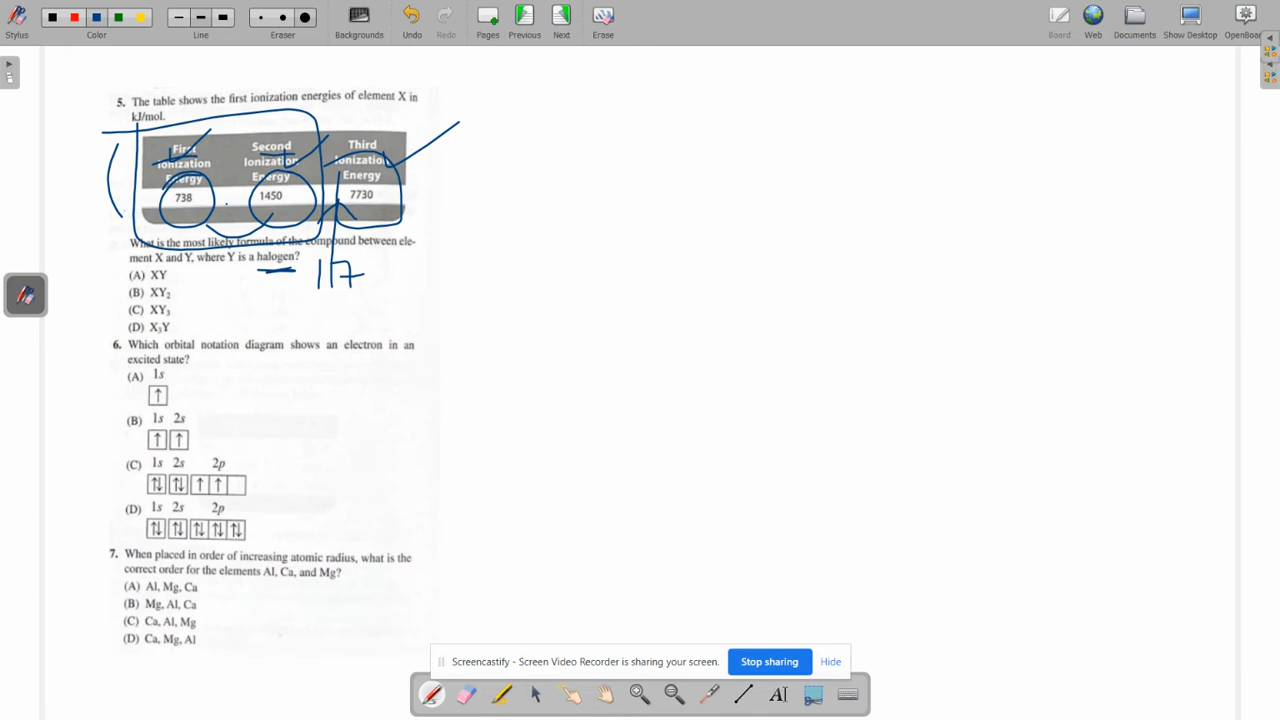 Stylus
Color
Line
Eraser
Backgrounds
Undo
Redo
Pages
Previous
Next
Erase
Board
Web
Documents
Show Desktop
OpenBoa
5. The table shows the first ionization energies of element X in
kJ/mol.
First Second Third
Ionization Ionization Ionization
Energy Energy Energy
738 1450 7730
What is the most likely formula of the compound between ele-
ment X and Y, where Y is a halogen?
(A) XY
(B) XY₂
(C) XY₃
(D) X₃Y
17
6. Which orbital notation diagram shows an electron in an
excited state?
(A) 1s
↑
(B) 1s 2s
↑ ↑
(C) 1s 2s 2p
⇅ ⇅ ↑ ↑
(D) 1s 2s 2p
⇅ ⇅ ⇅ ⇅ ⇅
7. When placed in order of increasing atomic radius, what is the
correct order for the elements Al, Ca, and Mg?
(A) Al, Mg, Ca
(B) Mg, Al, Ca
(C) Ca, Al, Mg
(D) Ca, Mg, Al
Screencastify - Screen Video Recorder is sharing your screen. Stop sharing Hide